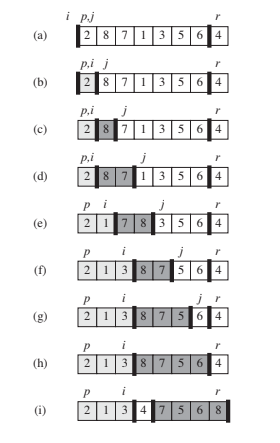 i p,j r
(a) 2 8 7 1 3 5 6 4
p,i j r
(b) 2 8 7 1 3 5 6 4
p,i j r
(c) 2 8 7 1 3 5 6 4
p,i j r
(d) 2 8 7 1 3 5 6 4
p i j r
(e) 2 1 7 8 3 5 6 4
p i j r
(f) 2 1 3 8 7 5 6 4
p i j r
(g) 2 1 3 8 7 5 6 4
p i r
(h) 2 1 3 8 7 5 6 4
p i r
(i) 2 1 3 4 7 5 6 8